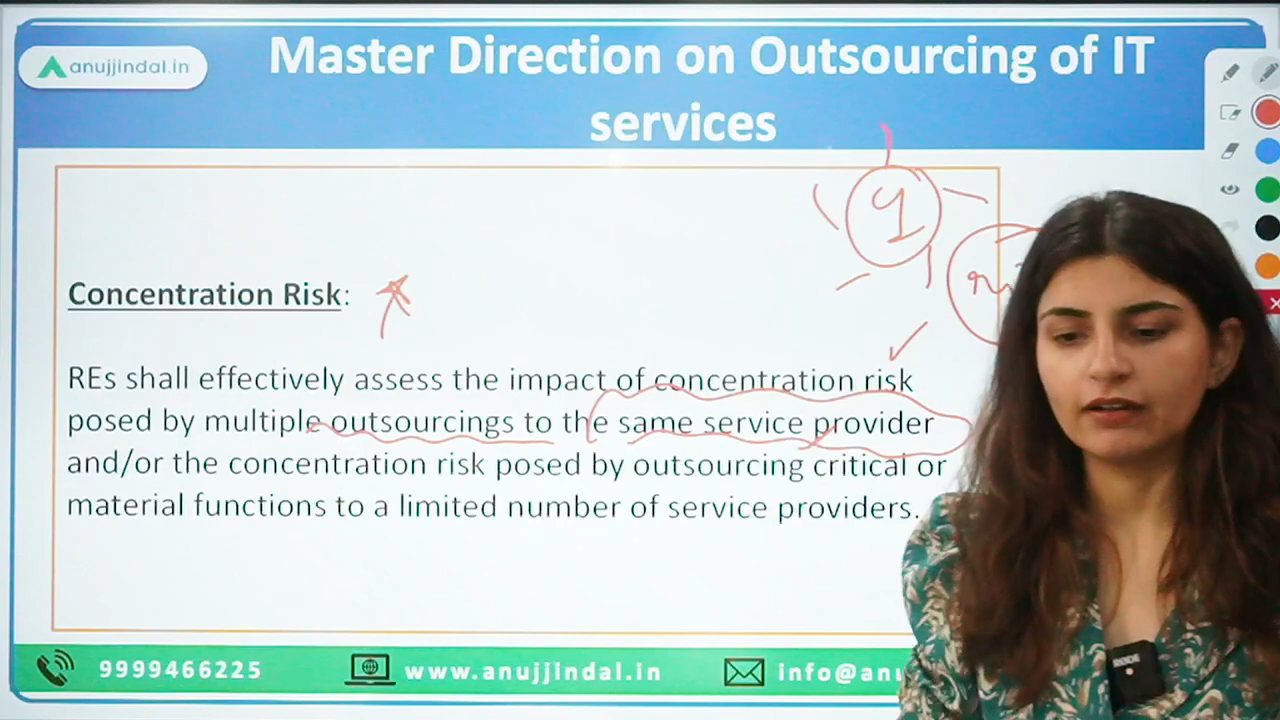 anujjindal.in
Master Direction on Outsourcing of IT
services
9
Concentration Risk:
REs shall effectively assess the impact of concentration risk
posed by multiple outsourcings to the same service provider
and/or the concentration risk posed by outsourcing critical or
material functions to a limited number of service providers.
9999466225
www.anujjindal.in
info@anu
RODE